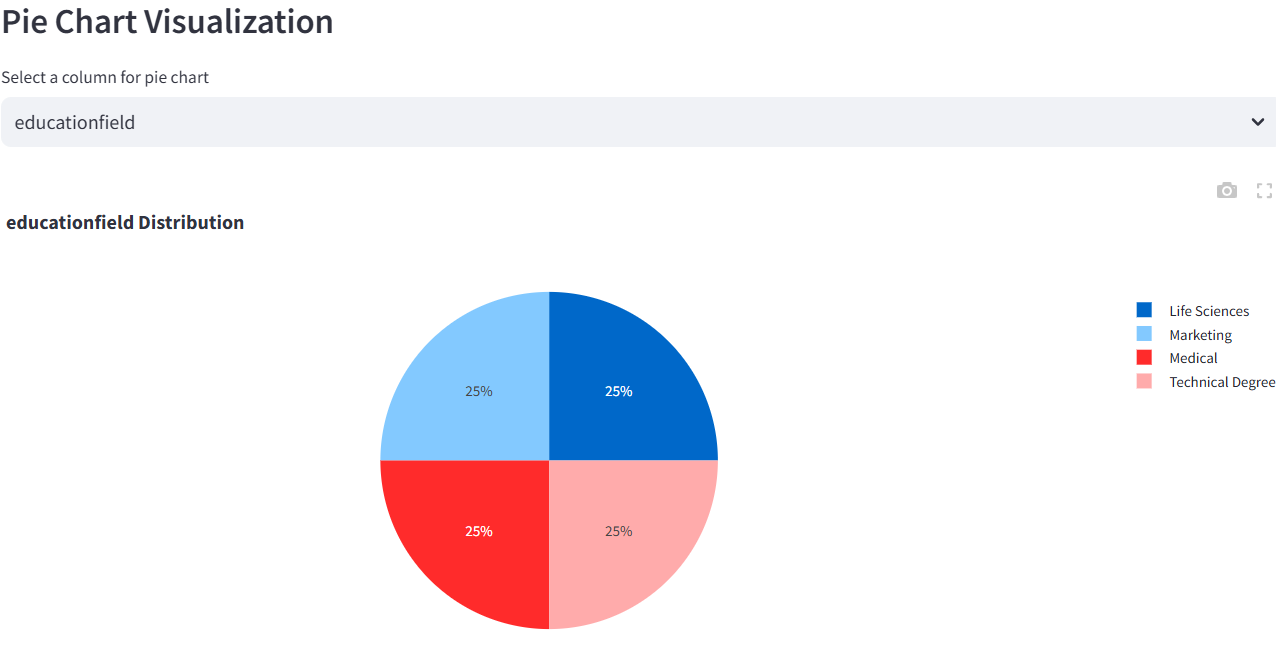 Pie Chart Visualization
Select a column for pie chart
educationfield
educationfield Distribution
Life Sciences
Marketing
Medical
Technical Degree
25%
25%
25%
25%